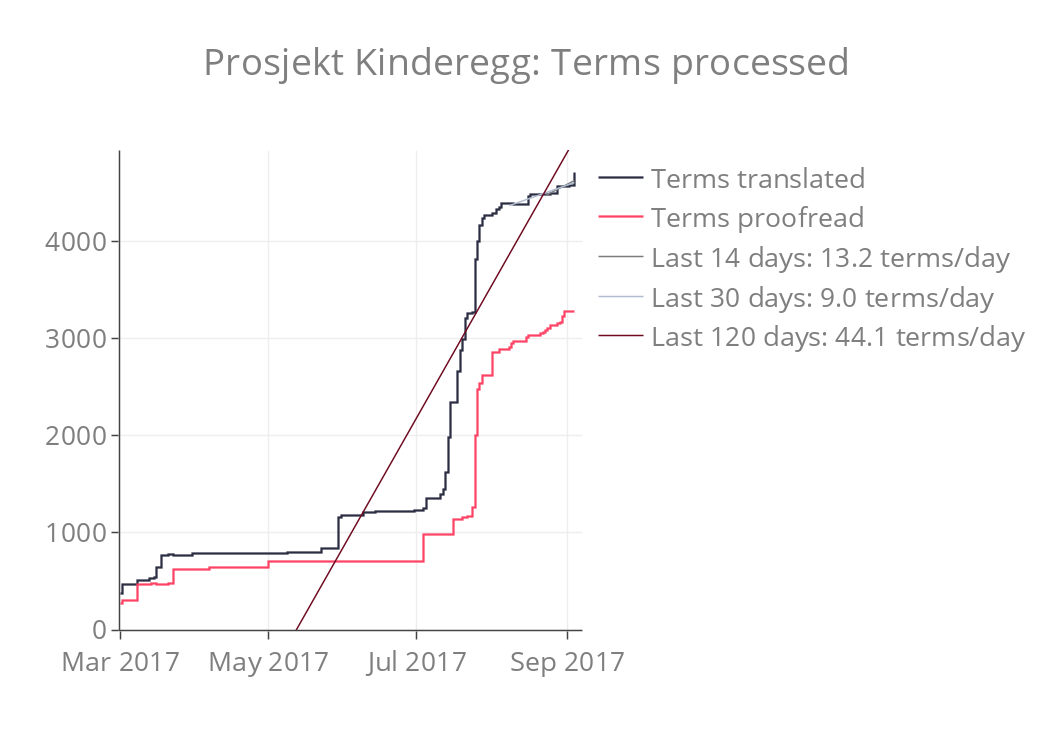 Prosjekt Kinderegg: Terms processed
Terms translated
Terms proofread
Last 14 days: 13.2 terms/day
Last 30 days: 9.0 terms/day
Last 120 days: 44.1 terms/day
4000
3000
2000
1000
0
Mar 2017 May 2017 Jul 2017 Sep 2017